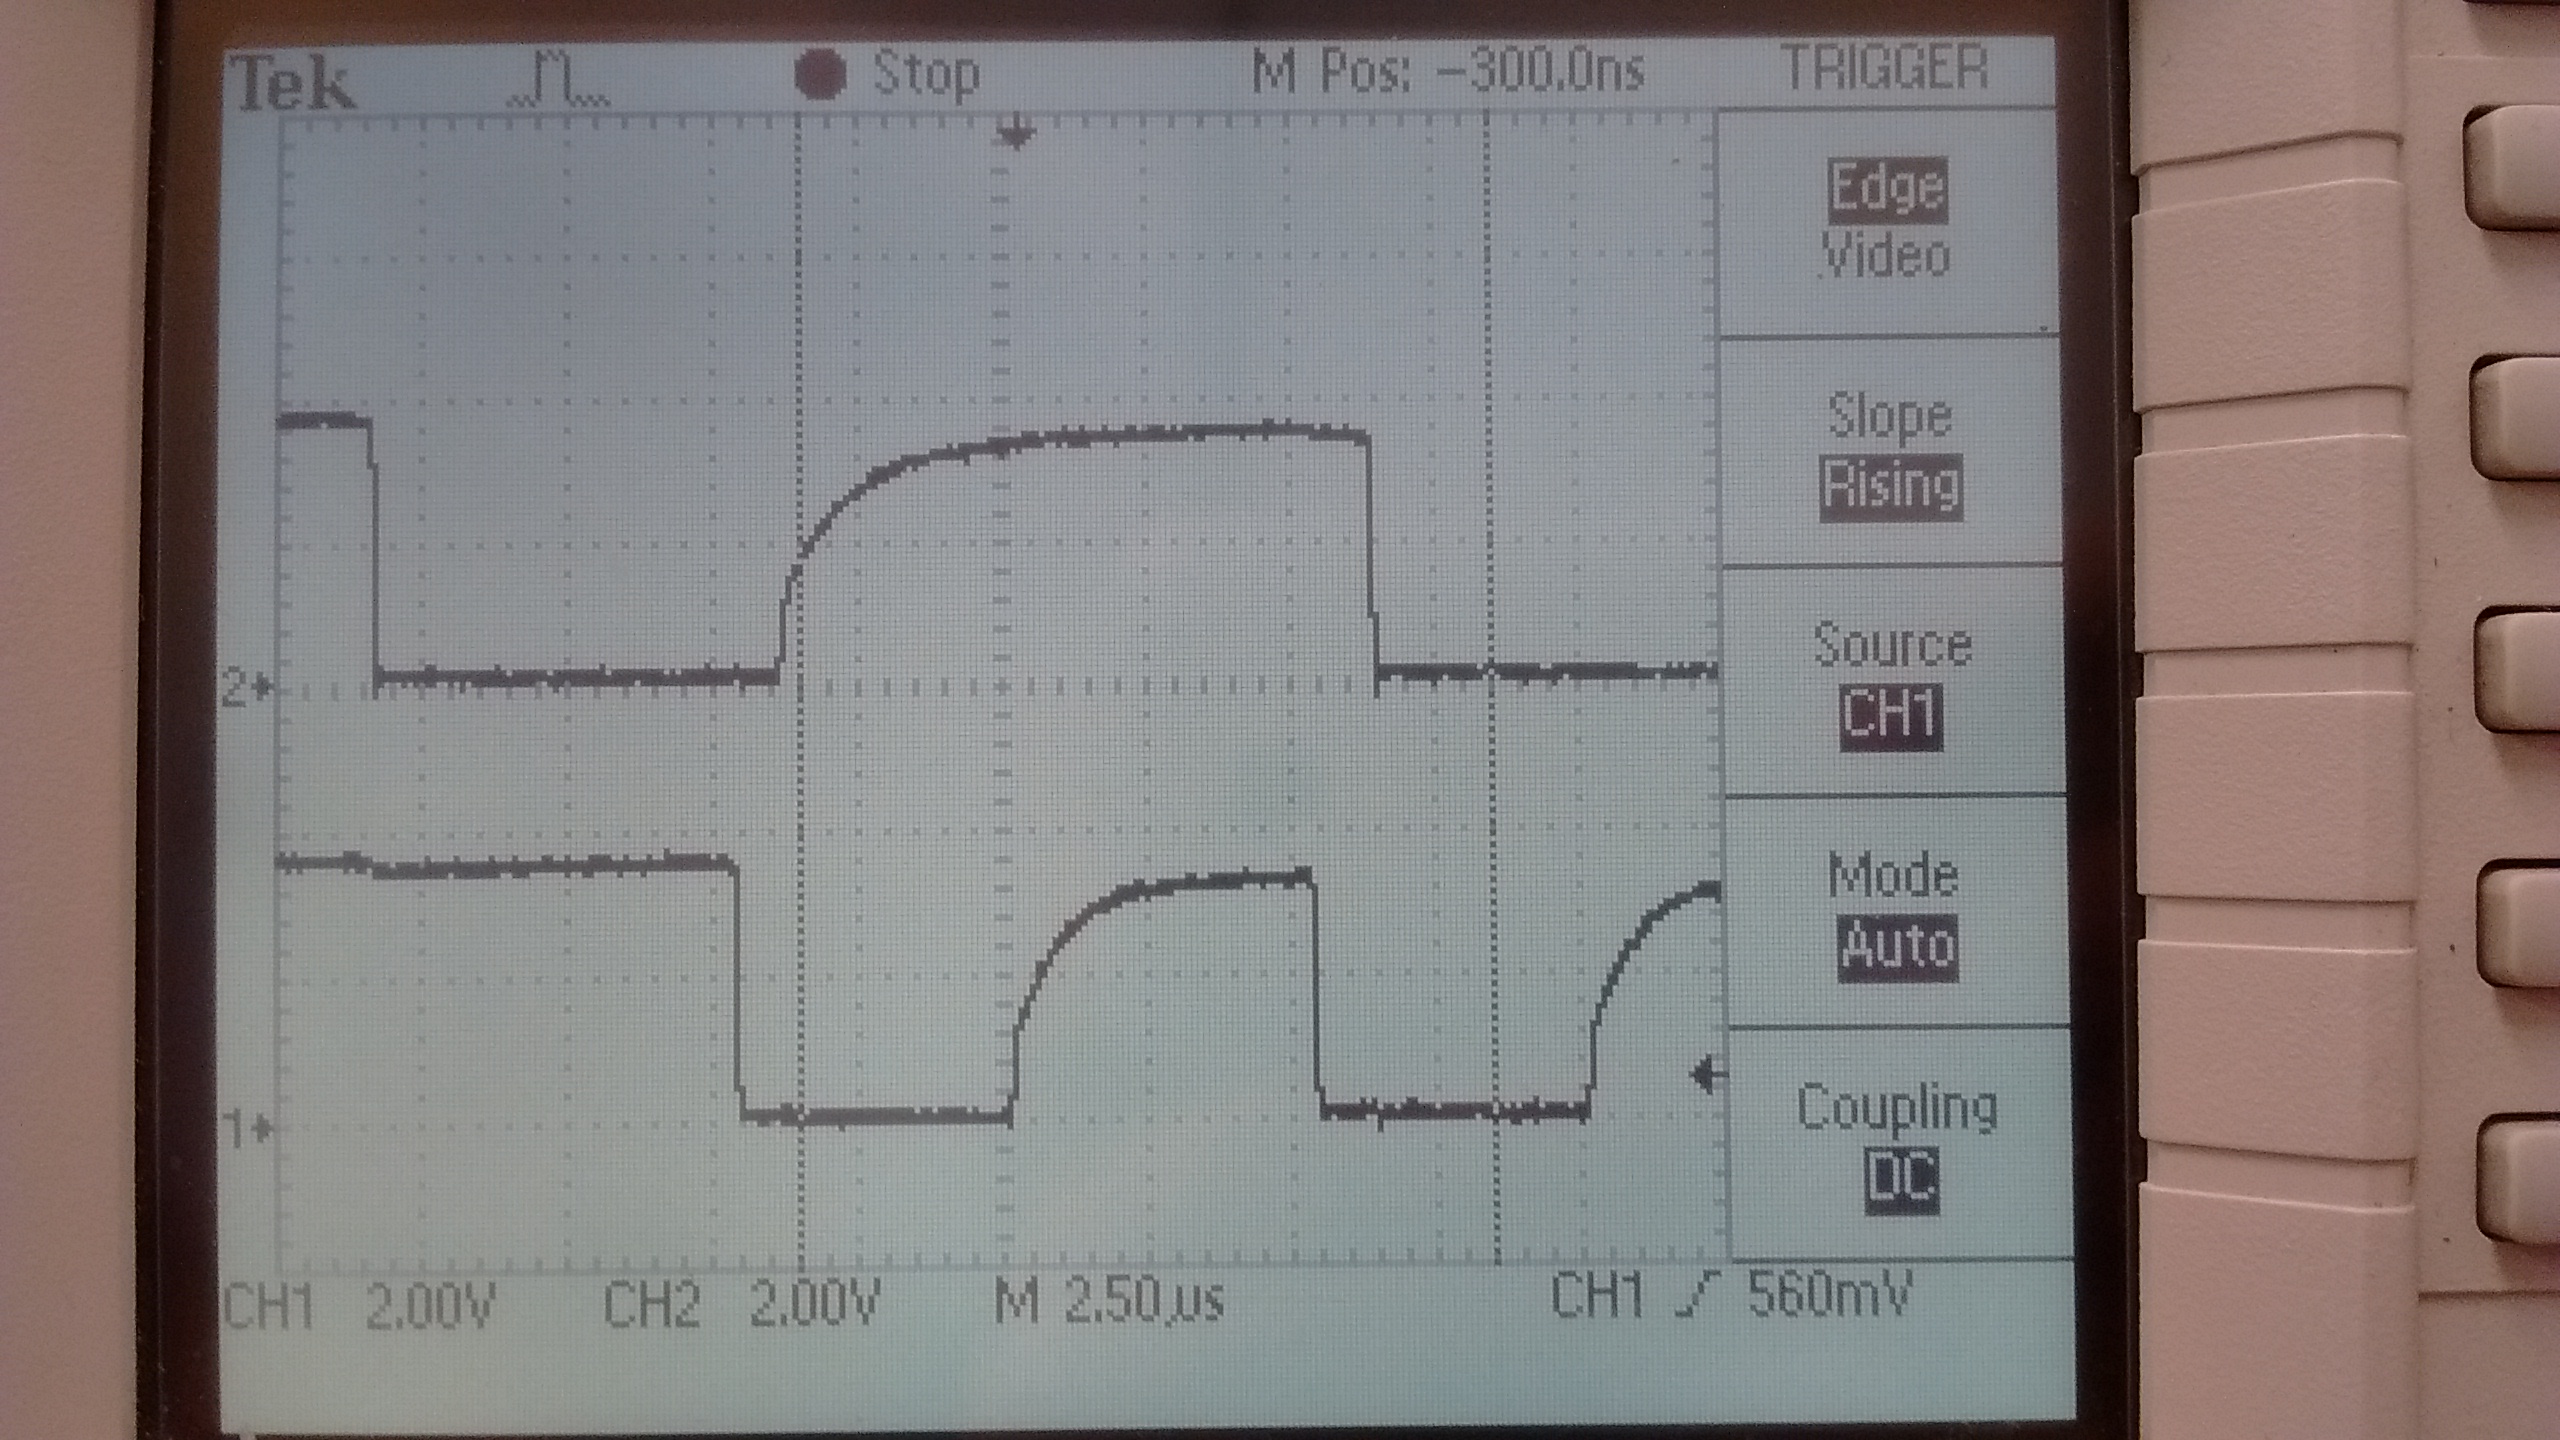 Tek Stop M Pos: -300.0ns TRIGGER
Edge
Video
Slope
Rising
Source
CH1
Mode
Auto
Coupling
DC
2
1
CH1 2.00V CH2 2.00V M 2.50µs CH1 560mV